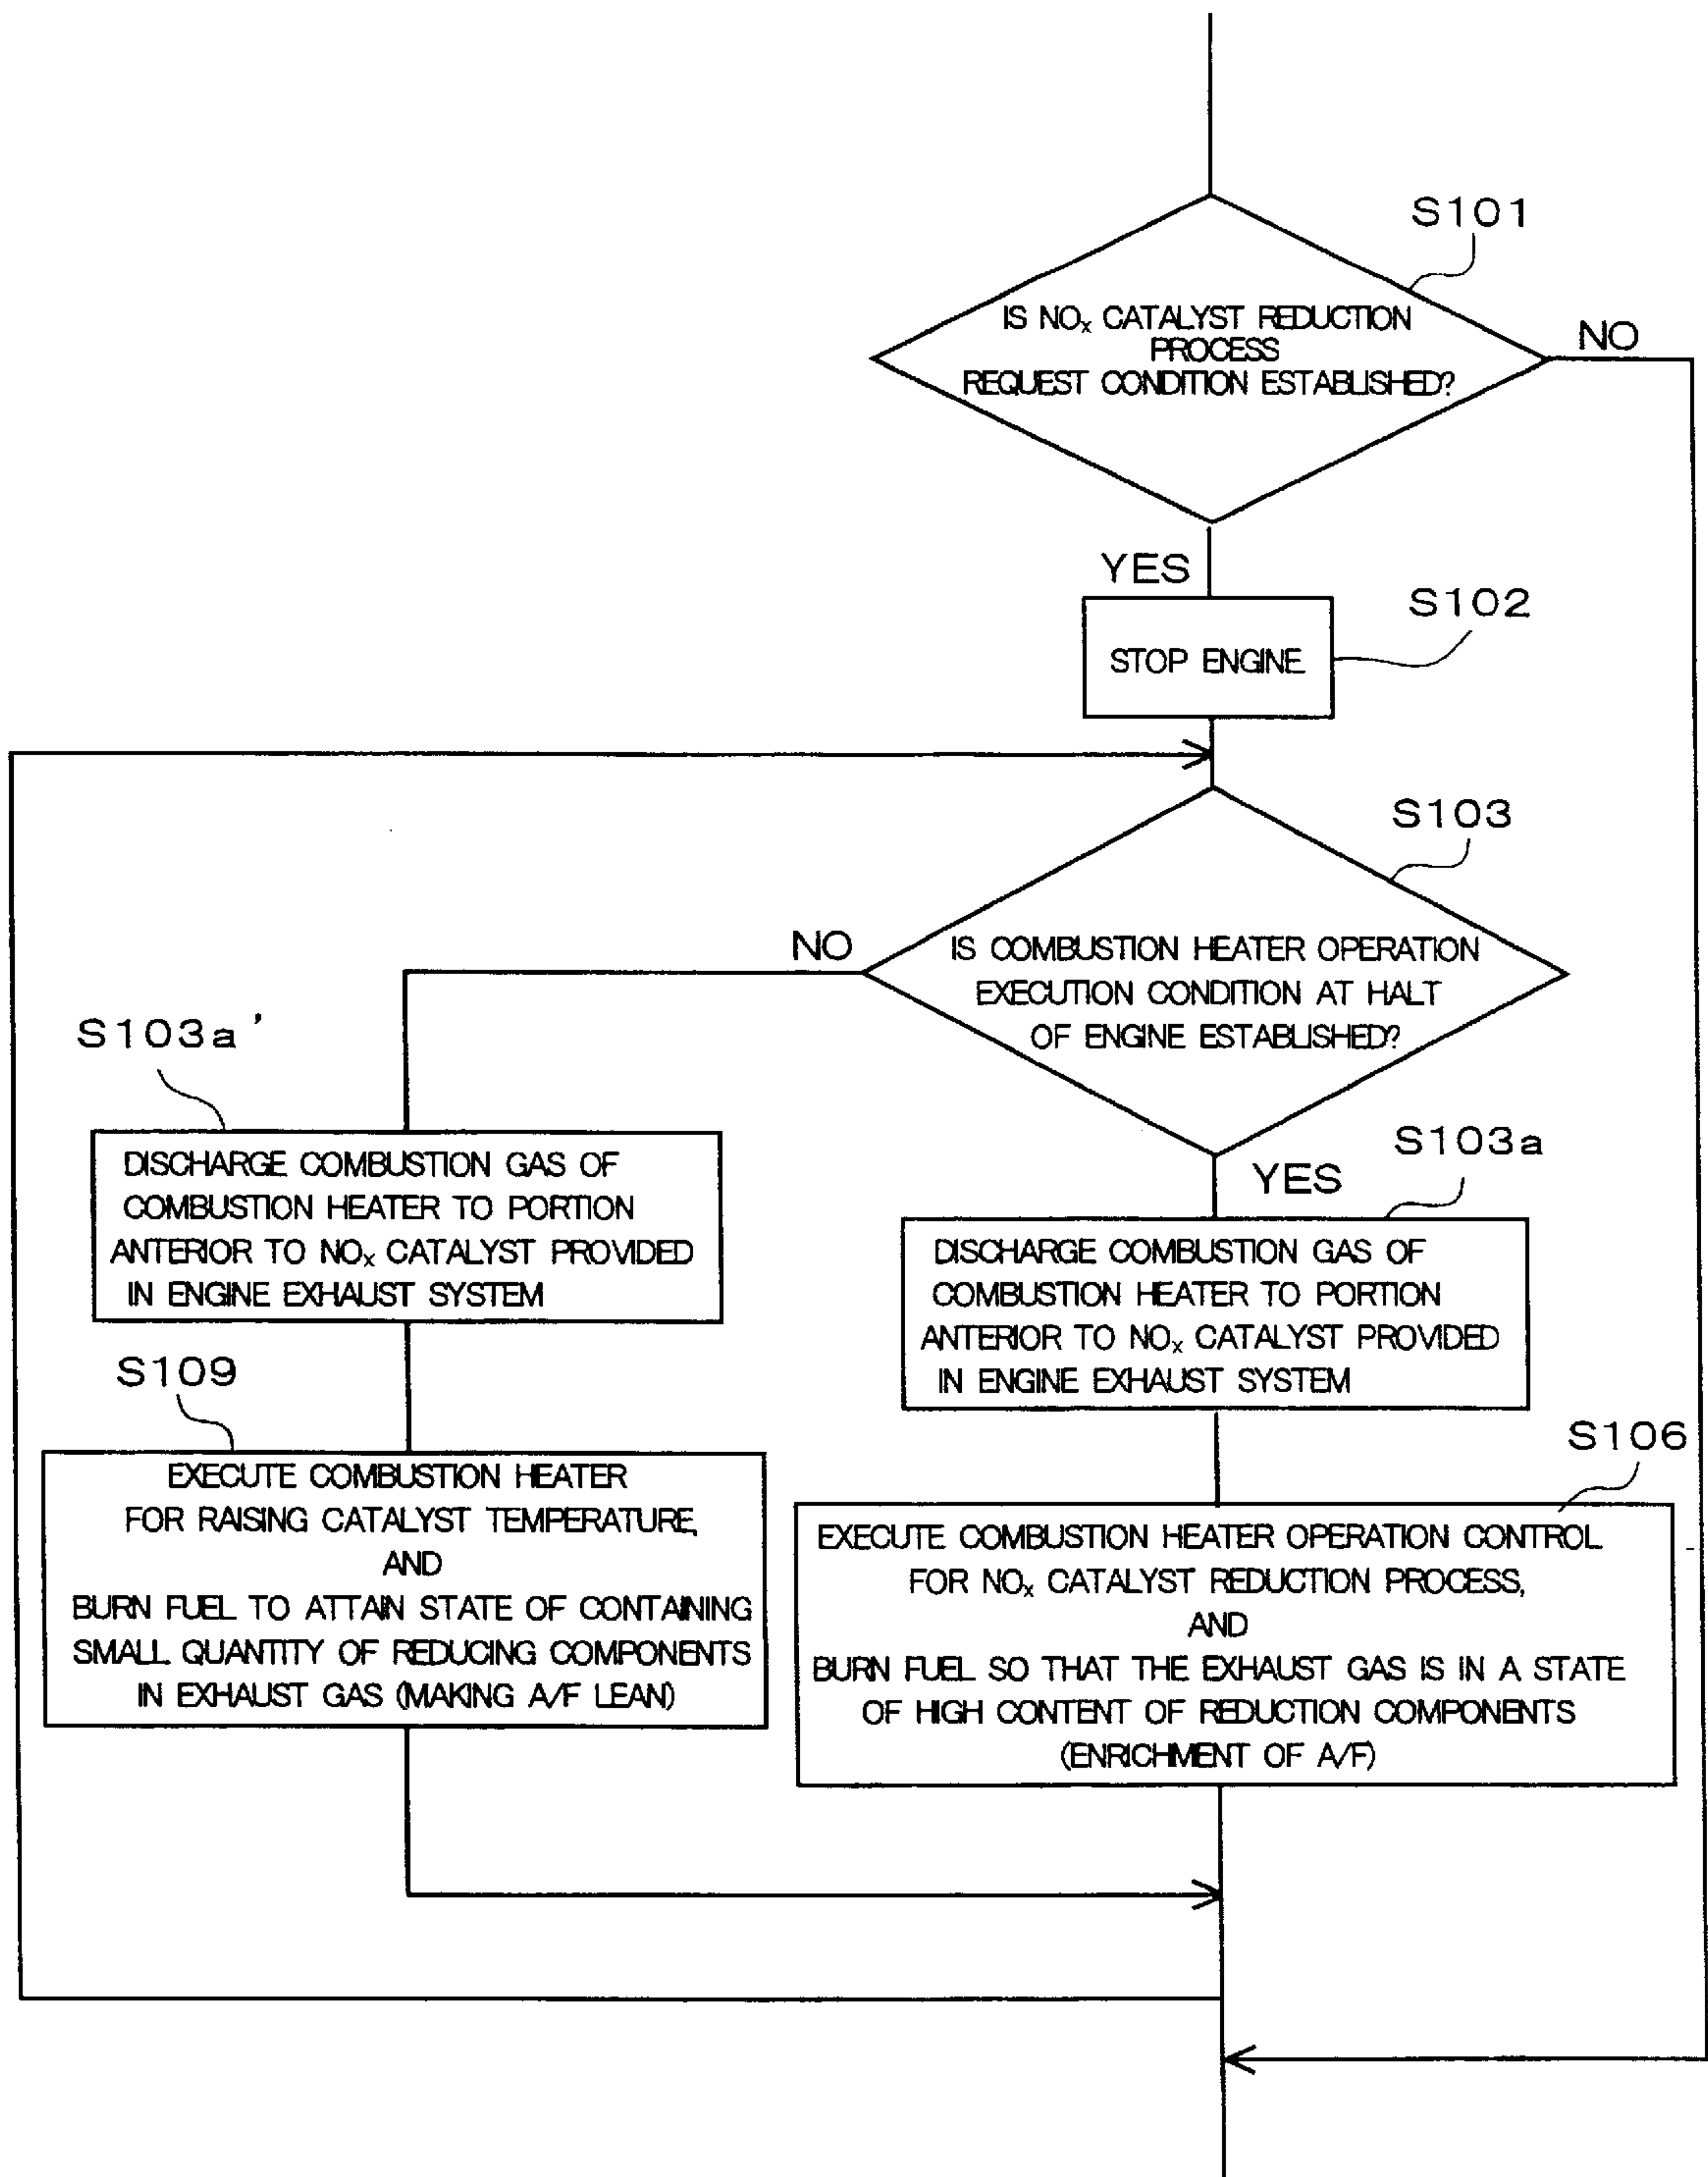 S101
IS NOx CATALYST REDUCTION
PROCESS
REQUEST CONDITION ESTABLISHED?
NO
YES
S102
STOP ENGINE
S103
NO
IS COMBUSTION HEATER OPERATION
EXECUTION CONDITION AT HALT
OF ENGINE ESTABLISHED?
S103a'
DISCHARGE COMBUSTION GAS OF
COMBUSTION HEATER TO PORTION
ANTERIOR TO NOx CATALYST PROVIDED
IN ENGINE EXHAUST SYSTEM
YES
S103a
DISCHARGE COMBUSTION GAS OF
COMBUSTION HEATER TO PORTION
ANTERIOR TO NOx CATALYST PROVIDED
IN ENGINE EXHAUST SYSTEM
S109
EXECUTE COMBUSTION HEATER
FOR RAISING CATALYST TEMPERATURE,
AND
BURN FUEL TO ATTAIN STATE OF CONTAINING
SMALL QUANTITY OF REDUCING COMPONENTS
IN EXHAUST GAS (MAKING A/F LEAN)
S106
EXECUTE COMBUSTION HEATER OPERATION CONTROL
FOR NOx CATALYST REDUCTION PROCESS,
AND
BURN FUEL SO THAT THE EXHAUST GAS IS IN A STATE
OF HIGH CONTENT OF REDUCTION COMPONENTS
(ENRICHMENT OF A/F)